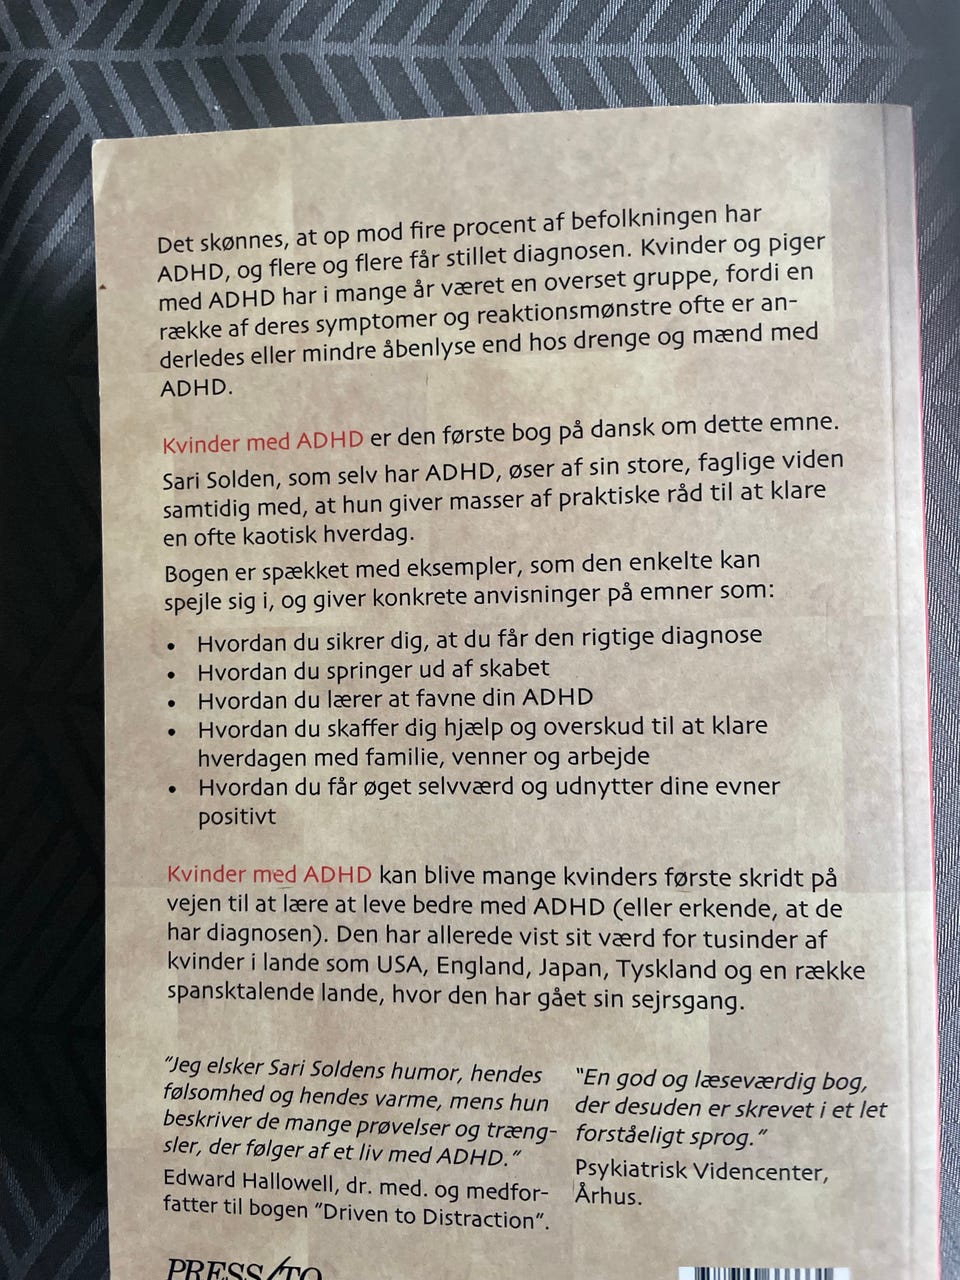 Det skønnes, at op mod fire procent af befolkningen har
ADHD, og flere og flere får stillet diagnosen. Kvinder og piger
med ADHD har i mange år været en overset gruppe, fordi en
række af deres symptomer og reaktionsmønstre ofte er an-
derledes eller mindre åbenlyse end hos drenge og mænd med
ADHD.
Kvinder med ADHD er den første bog på dansk om dette emne.
Sari Solden, som selv har ADHD, øser af sin store, faglige viden
samtidig med, at hun giver masser af praktiske råd til at klare
en ofte kaotisk hverdag.
Bogen er spækket med eksempler, som den enkelte kan
spejle sig i, og giver konkrete anvisninger på emner som:
• Hvordan du sikrer dig, at du får den rigtige diagnose
• Hvordan du springer ud af skabet
• Hvordan du lærer at favne din ADHD
• Hvordan du skaffer dig hjælp og overskud til at klare
hverdagen med familie, venner og arbejde
• Hvordan du får øget selvværd og udnytter dine evner
positivt
Kvinder med ADHD kan blive mange kvinders første skridt på
vejen til at lære at leve bedre med ADHD (eller erkende, at de
har diagnosen). Den har allerede vist sit værd for tusinder af
kvinder i lande som USA, England, Japan, Tyskland og en række
spansktalende lande, hvor den har gået sin sejrsgang.
"Jeg elsker Sari Soldens humor, hendes
følsomhed og hendes varme, mens hun
beskriver de mange prøvelser og træng-
sler, der følger af et liv med ADHD."
Edward Hallowell, dr. med. og medfor-
fatter til bogen "Driven to Distraction".
"En god og læseværdig bog,
der desuden er skrevet i et let
forståeligt sprog."
Psykiatrisk Videncenter,
Århus.
PRESS/TO